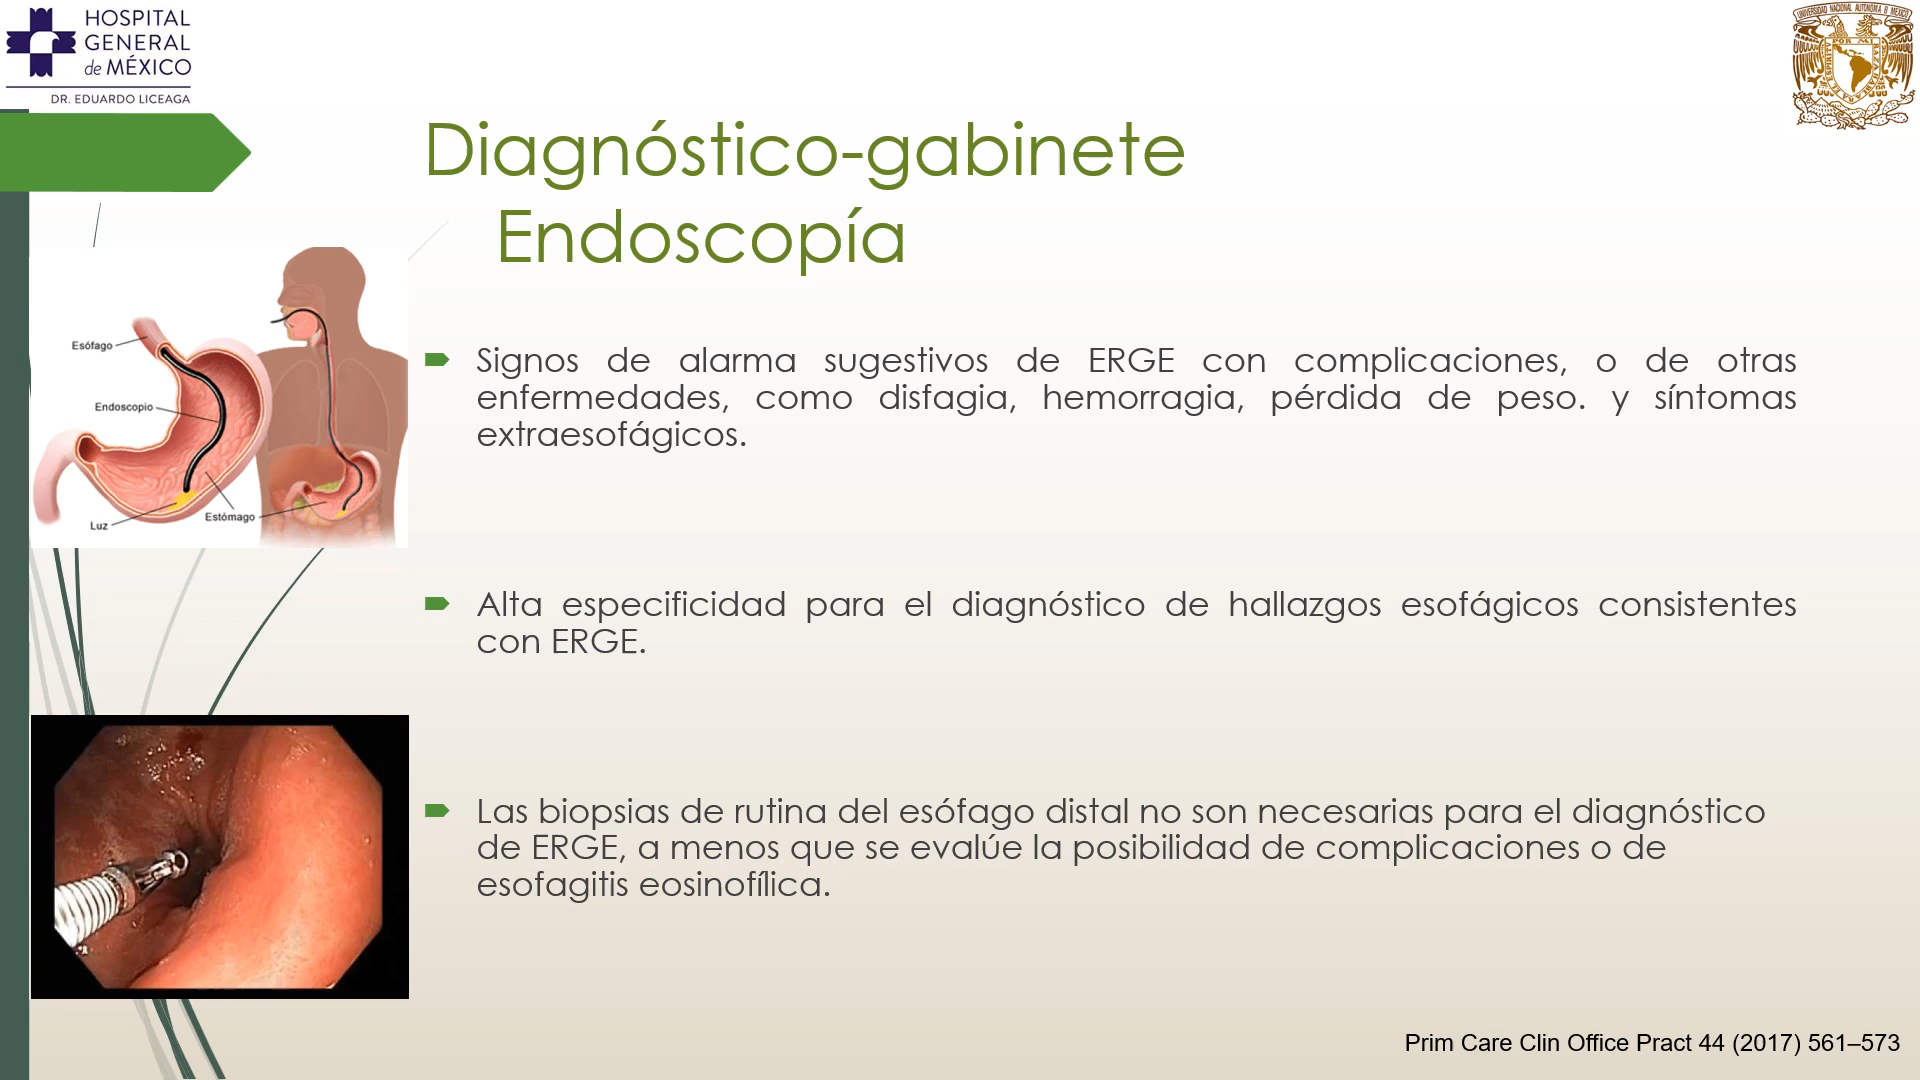 HOSPITAL
GENERAL
de MÉXICO
DR. EDUARDO LICEAGA
Diagnóstico-gabinete
Endoscopía
Esófago
Endoscopio
Luz
Estómago
Signos de alarma sugestivos de ERGE con complicaciones, o de otras
enfermedades, como disfagia, hemorragia, pérdida de peso. y síntomas
extraesofágicos.
Alta especificidad para el diagnóstico de hallazgos esofágicos consistentes
con ERGE.
Las biopsias de rutina del esófago distal no son necesarias para el diagnóstico
de ERGE, a menos que se evalúe la posibilidad de complicaciones o de
esofagitis eosinofílica.
Prim Care Clin Office Pract 44 (2017) 561–573